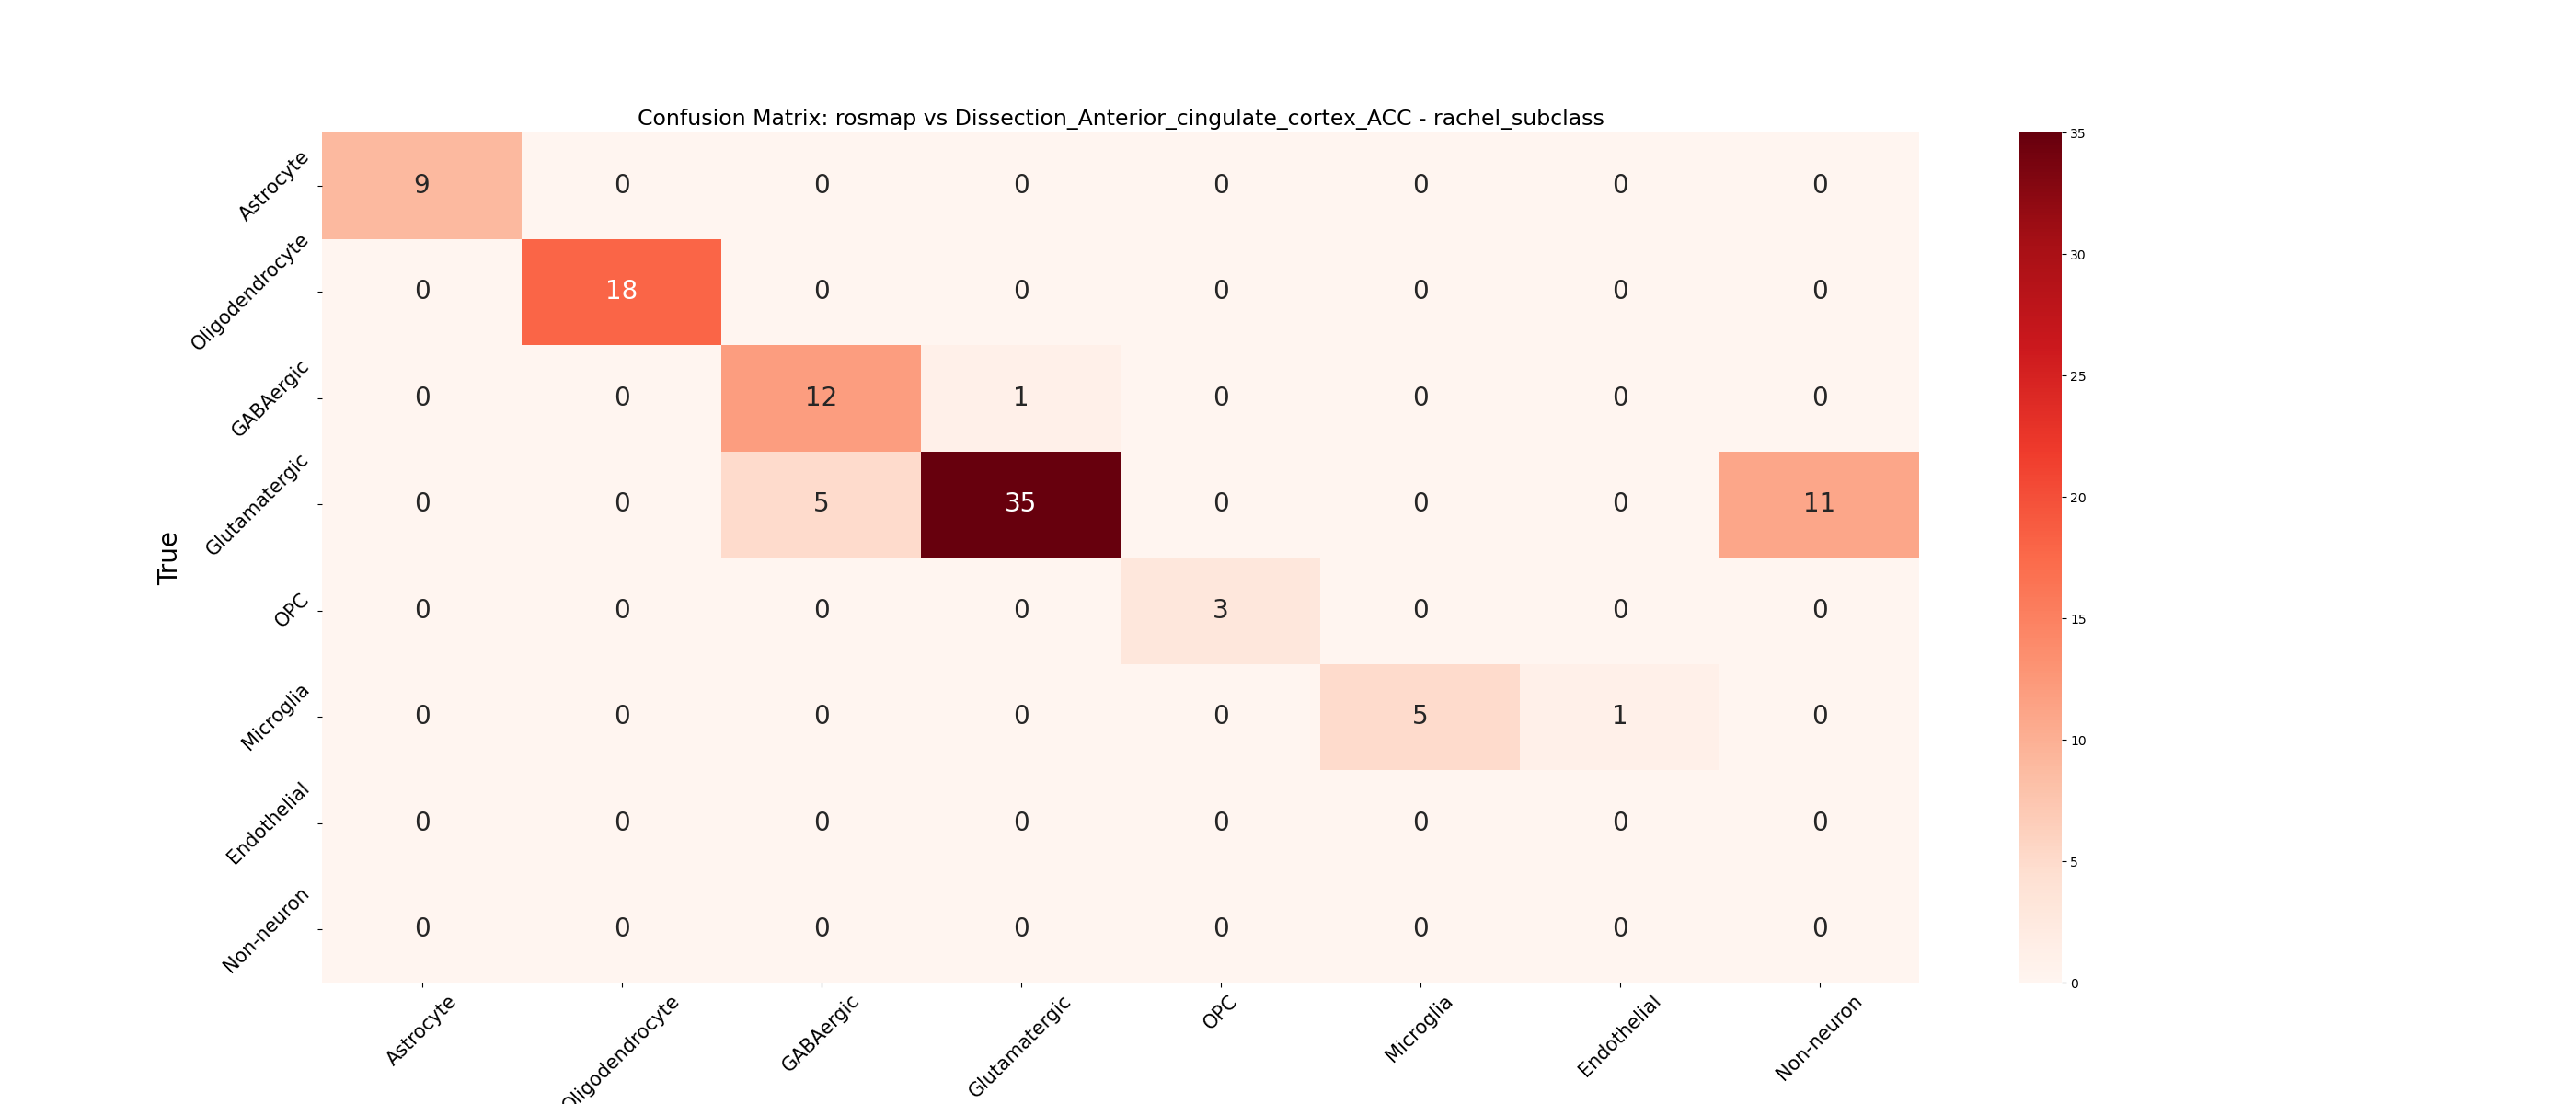 Confusion Matrix: rosmap vs Dissection_Anterior_cingulate_cortex_ACC - rachel_subclass
True
Astrocyte 9 0 0 0 0 0 0 0
Oligodendrocyte 0 18 0 0 0 0 0 0
GABAergic 0 0 12 1 0 0 0 0
Glutamatergic 0 0 5 35 0 0 0 11
OPC 0 0 0 0 3 0 0 0
Microglia 0 0 0 0 0 5 1 0
Endothelial 0 0 0 0 0 0 0 0
Non-neuron 0 0 0 0 0 0 0 0
Astrocyte Oligodendrocyte GABAergic Glutamatergic OPC Microglia Endothelial Non-neuron
35
30
25
20
15
10
5
0